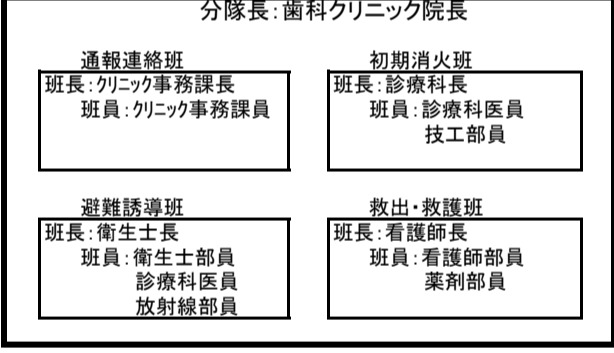 分隊長:歯科クリニック院長
通報連絡班
班長:クリニック事務課長
班員:クリニック事務課員
初期消火班
班長:診療科長
班員:診療科医員
技工部員
避難誘導班
班長:衛生士長
班員:衛生士部員
診療科医員
放射線部員
救出・救護班
班長:看護師長
班員:看護師部員
薬剤部員